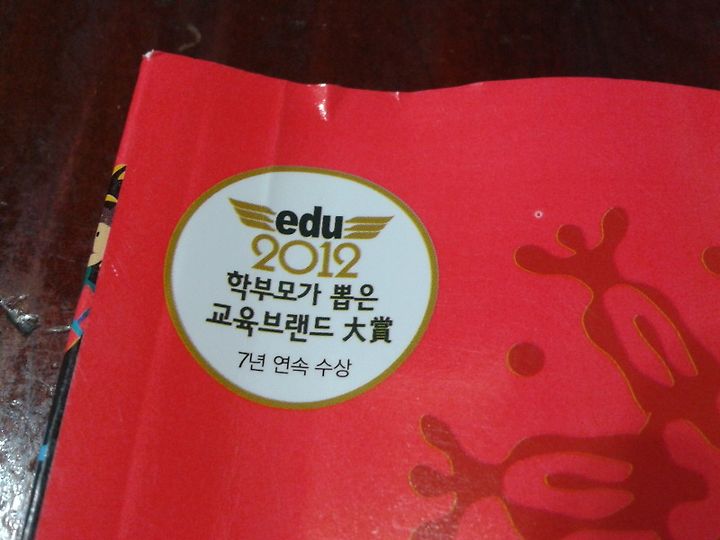 edu
2012
학부모가 뽑은
교육브랜드 大賞
7년 연속 수상